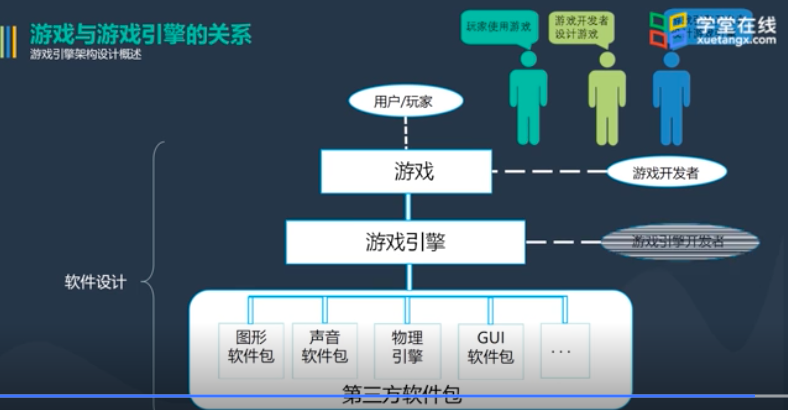 游戏与游戏引擎的关系
游戏引擎架构设计概述
玩家使用游戏
游戏开发者
设计游戏
学堂在线
xuetangx.com
用户/玩家
游戏
游戏开发者
游戏引擎
游戏引擎开发者
软件设计
图形
软件包
声音
软件包
物理
引擎
GUI
软件包
...
第三方软件包